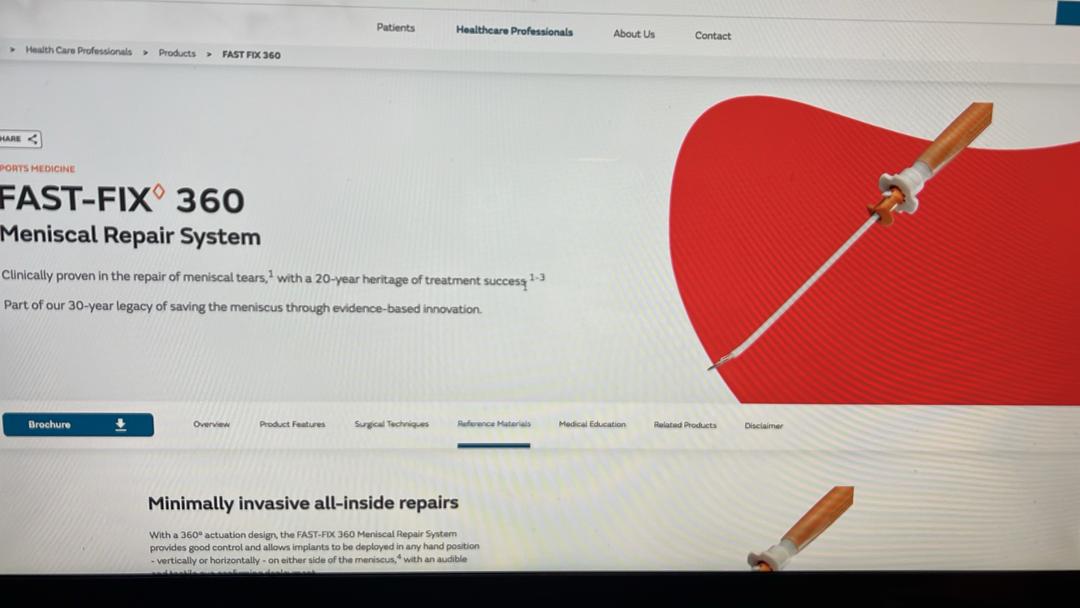 Patients Healthcare Professionals About Us Contact
> Health Care Professionals > Products > FAST FIX 360
HARE
PORTS MEDICINE
FAST-FIX◊ 360
Meniscal Repair System
Clinically proven in the repair of meniscal tears,1 with a 20-year heritage of treatment success 1-3
Part of our 30-year legacy of saving the meniscus through evidence-based innovation.
Brochure Overview Product Features Surgical Techniques Reference Materials Medical Education Related Products Disclaimer
Minimally invasive all-inside repairs
With a 360° actuation design, the FAST-FIX 360 Meniscal Repair System
provides good control and allows implants to be deployed in any hand position
- vertically or horizontally - on either side of the meniscus,4 with an audible